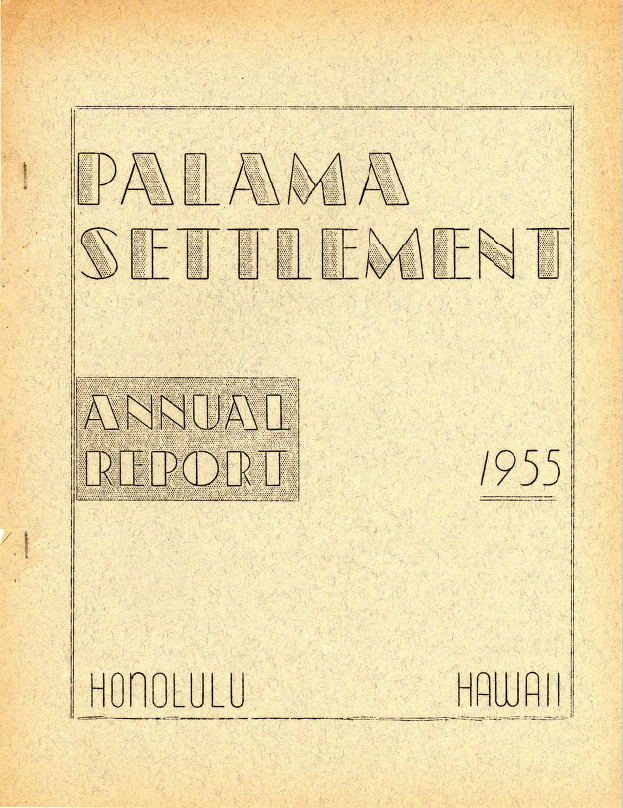 PALAMA
SETTLEMENT
ANNUAL
REPORT
1955
HONOLULU
HAWAII